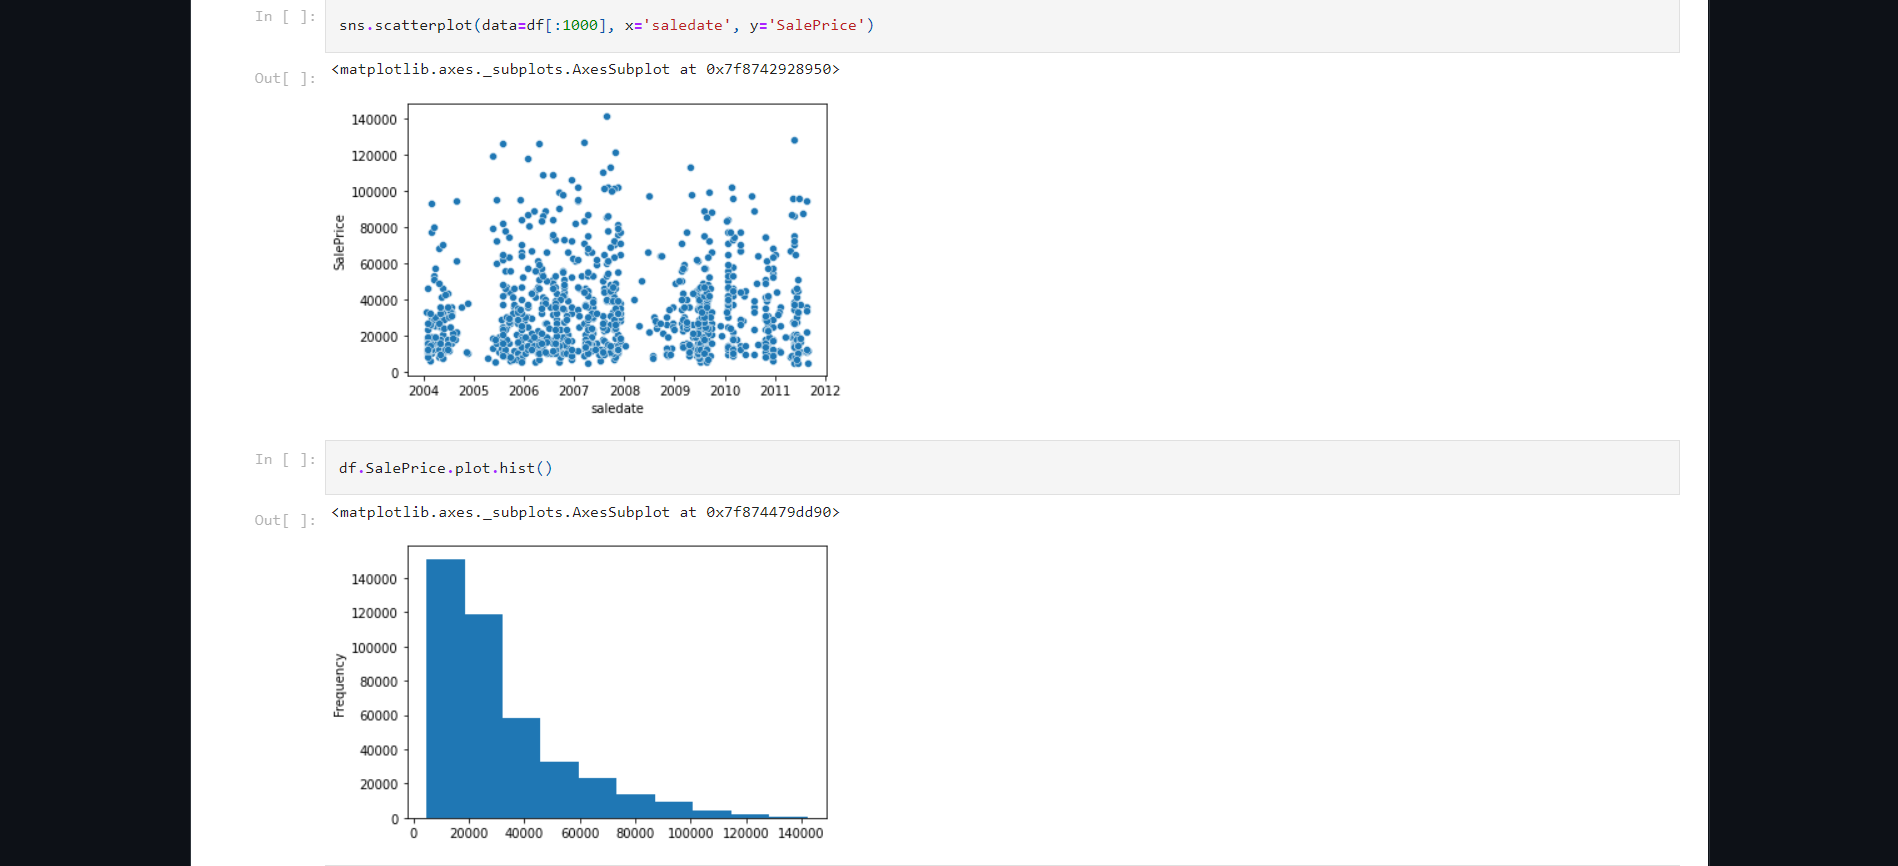 In [ ]:
sns.scatterplot(data=df[:1000], x='saledate', y='SalePrice')
Out[ ]:
<matplotlib.axes._subplots.AxesSubplot at 0x7f8742928950>
140000
120000
100000
80000
60000
40000
20000
0
SalePrice
2004 2005 2006 2007 2008 2009 2010 2011 2012
saledate
In [ ]:
df.SalePrice.plot.hist()
Out[ ]:
<matplotlib.axes._subplots.AxesSubplot at 0x7f874479dd90>
140000
120000
100000
80000
60000
40000
20000
0
Frequency
0 20000 40000 60000 80000 100000 120000 140000